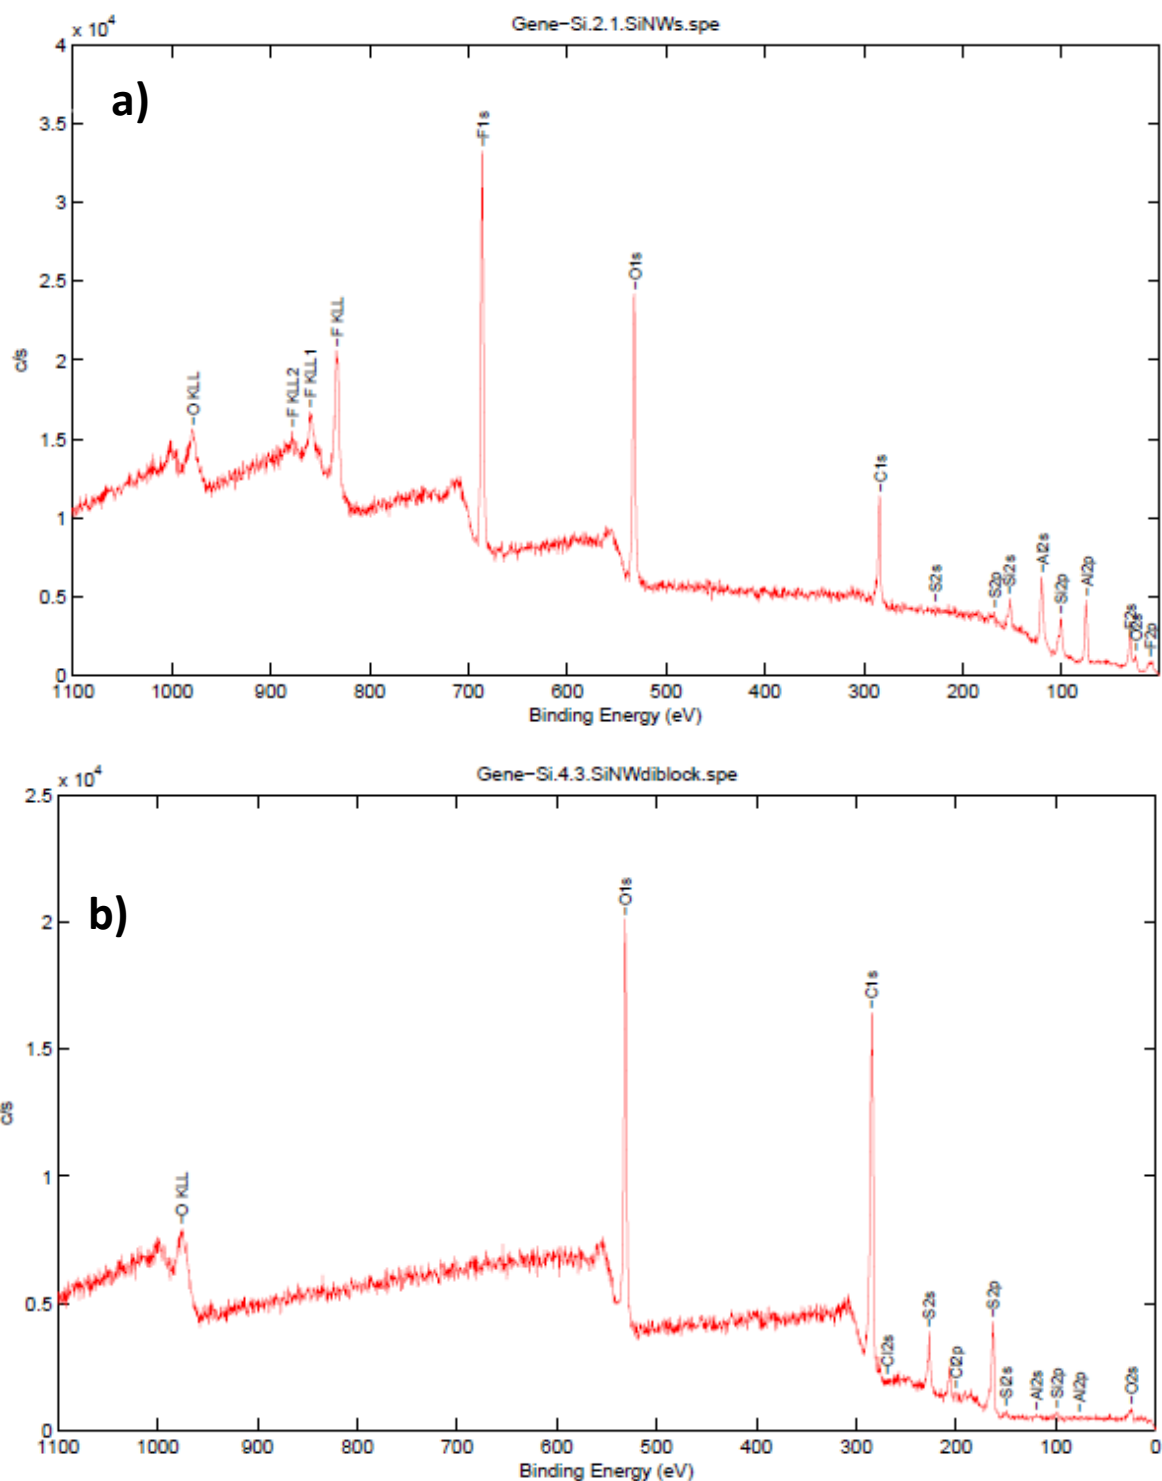 Gene-Si.2.1.SiNWs.spe
x 10^4
a)
4
3.5
3
2.5
2
1.5
1
0.5
0
c/s
-O KLL
-F KLL2
-F KLL1
-F KLL
-F1s
-O1s
-C1s
-S2s
-S2p
-Si2s
-Al2s
-Si2p
-Al2p
-F2s
-O2s
-F2p
1100 1000 900 800 700 600 500 400 300 200 100
Binding Energy (eV)
Gene-Si.4.3.SiNWdiblock.spe
x 10^4
b)
2.5
2
1.5
1
0.5
0
c/s
-O KLL
-O1s
-C1s
-Cl2s
-S2s
-Cl2p
-S2p
-Si2s
-Al2s
-Si2p
-Al2p
-O2s
1100 1000 900 800 700 600 500 400 300 200 100 0
Binding Energy (eV)